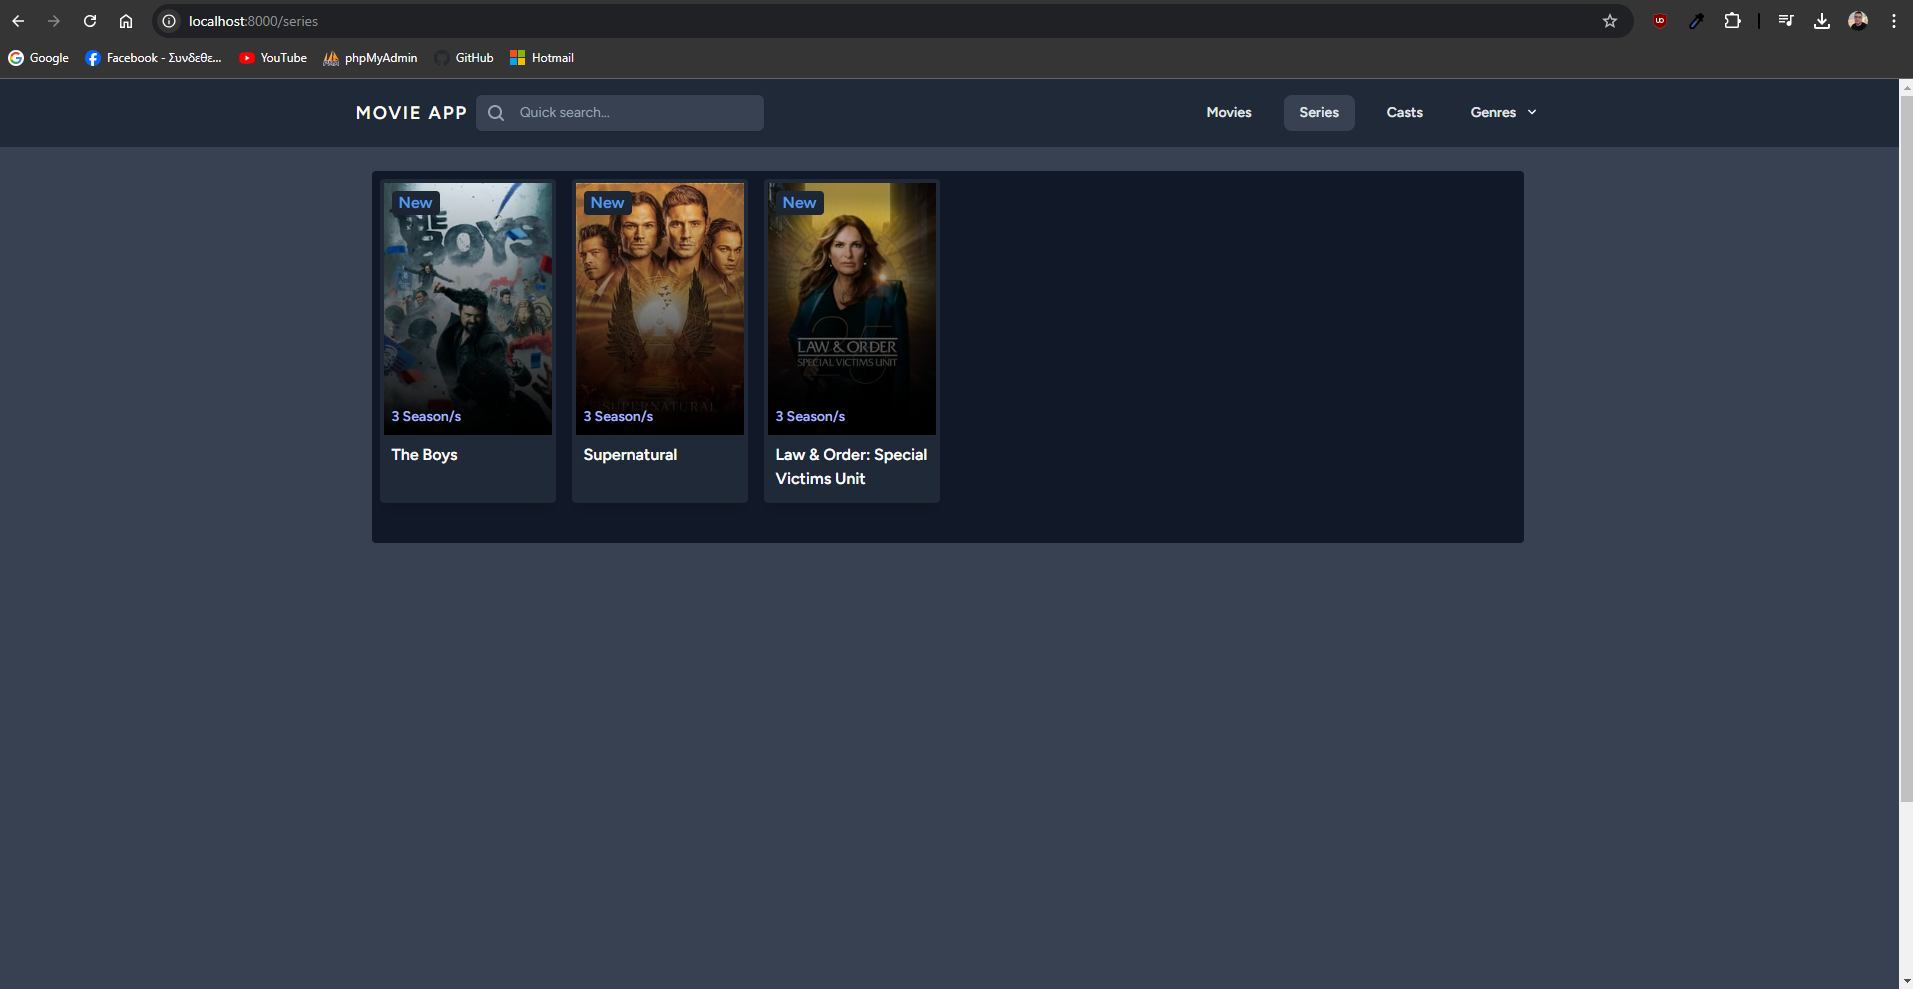 localhost:8000/series
Google
Facebook - Συνδεθε...
YouTube
phpMyAdmin
GitHub
Hotmail
MOVIE APP
Quick search...
Movies
Series
Casts
Genres
New
THE
BOYS
3 Season/s
The Boys
New
SUPERNATURAL
3 Season/s
Supernatural
New
25
LAW & ORDER
SPECIAL VICTIMS UNIT
3 Season/s
Law & Order: Special
Victims Unit